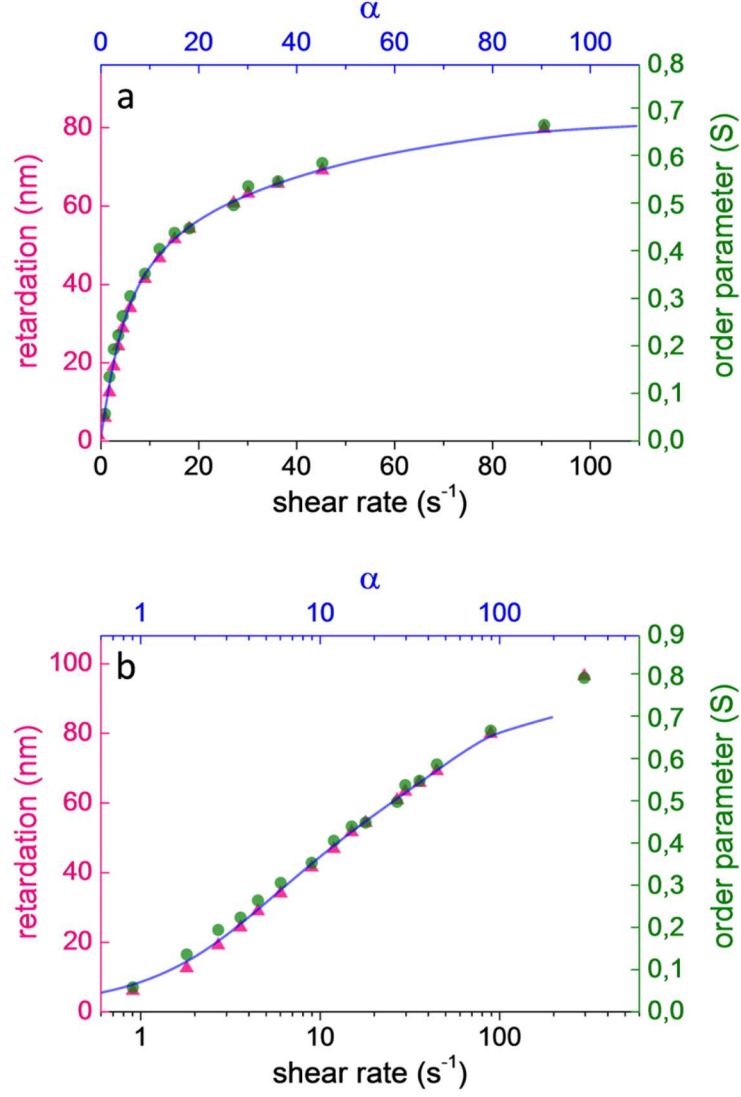 α
0 20 40 60 80 100
a
0,8
0,7
0,6
0,5
0,4
0,3
0,2
0,1
0,0
80
60
40
20
0
retardation (nm)
order parameter (S)
0 20 40 60 80 100
shear rate (s⁻¹)
α
1 10 100
b
100
80
60
40
20
0
retardation (nm)
0,9
0,8
0,7
0,6
0,5
0,4
0,3
0,2
0,1
0,0
order parameter (S)
1 10 100
shear rate (s⁻¹)